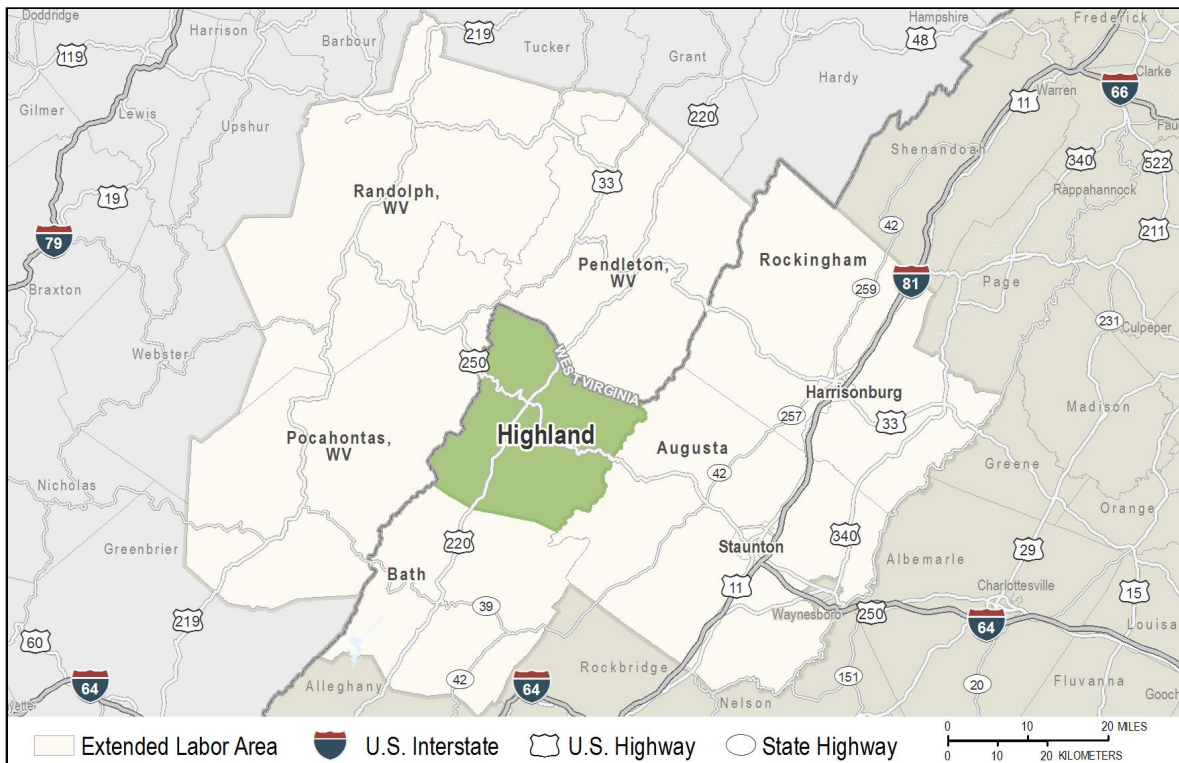 Doddridge
Harrison
Barbour
219
Tucker
Grant
Hampshire
48
Frederick
119
Hardy
Clarke
66
Gilmer
Lewis
Upshur
220
11
Warren
Fau
Shenandoah
340
522
Rappahannock
Randolph,
WV
33
19
42
211
79
Pendleton,
WV
Rockingham
81
Page
Braxton
259
231
Culpeper
Webster
250
WEST VIRGINIA
Harrisonburg
257
33
Madison
Highland
Pocahontas,
WV
Augusta
42
Greene
Nicholas
Orange
Greenbrier
220
Staunton
340
Albemarle
29
Bath
11
Charlottesville
15
39
Waynesboro
250
64
Louisa
219
60
Rockbridge
64
Alleghany
42
64
151
20
Fluvanna
yette
Nelson
Gooch
Extended Labor Area
U.S. Interstate
U.S. Highway
State Highway
0 10 20 MILES
0 10 20 KILOMETERS